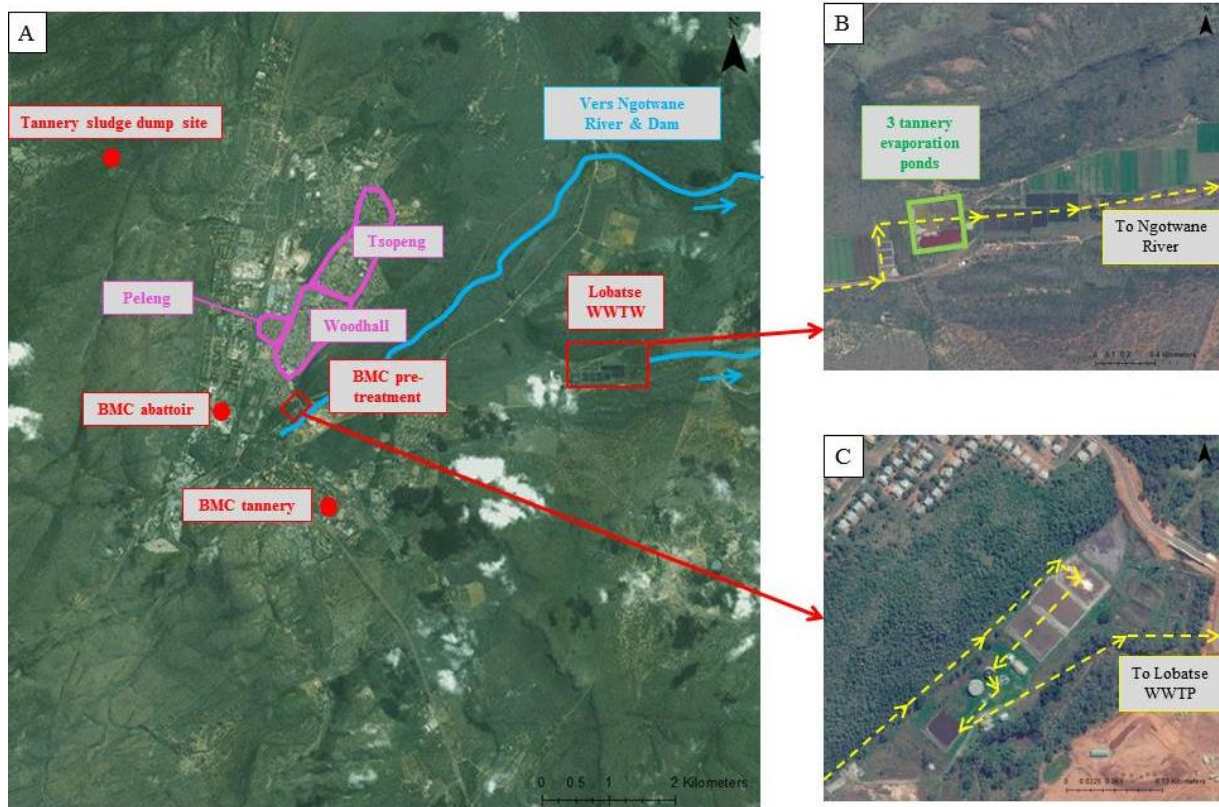 A
N
Tannery sludge dump site
Vers Ngotwane
River & Dam
Tsopeng
Peleng
Woodhall
Lobatse
WWTW
BMC pre-
treatment
BMC abattoir
BMC tannery
0 0.5 1 2 Kilometers
B
3 tannery
evaporation
ponds
To Ngotwane
River
C
To Lobatse
WWTP